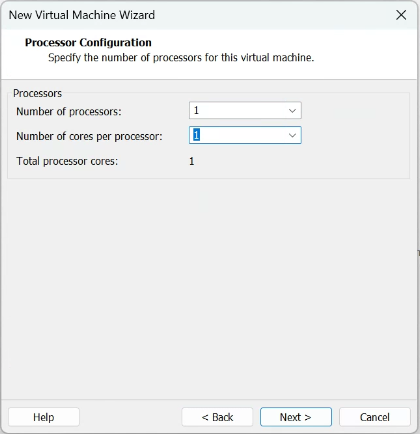 New Virtual Machine Wizard
Processor Configuration
Specify the number of processors for this virtual machine.
Processors
Number of processors: 1
Number of cores per processor: 1
Total processor cores: 1
Help < Back Next > Cancel